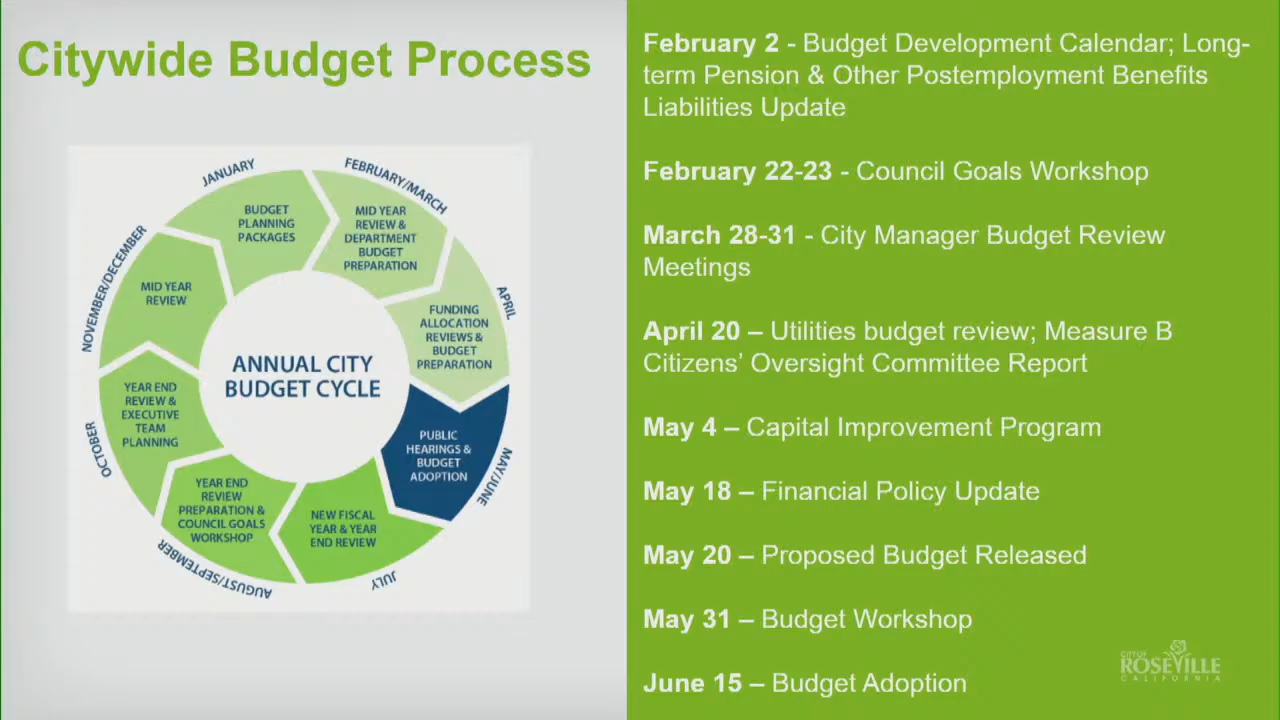 Citywide Budget Process
JANUARY
BUDGET
PLANNING
PACKAGES
FEBRUARY/MARCH
MID YEAR
REVIEW &
DEPARTMENT
BUDGET
PREPARATION
APRIL
FUNDING
ALLOCATION
REVIEWS &
BUDGET
PREPARATION
MAY/JUNE
PUBLIC
HEARINGS &
BUDGET
ADOPTION
JULY
NEW FISCAL
YEAR & YEAR
END REVIEW
AUGUST/SEPTEMBER
YEAR END
REVIEW
PREPARATION &
COUNCIL GOALS
WORKSHOP
OCTOBER
YEAR END
REVIEW &
EXECUTIVE
TEAM
PLANNING
NOVEMBER/DECEMBER
MID YEAR
REVIEW
ANNUAL CITY
BUDGET CYCLE
February 2 - Budget Development Calendar; Long-
term Pension & Other Postemployment Benefits
Liabilities Update
February 22-23 - Council Goals Workshop
March 28-31 - City Manager Budget Review
Meetings
April 20 – Utilities budget review; Measure B
Citizens’ Oversight Committee Report
May 4 – Capital Improvement Program
May 18 – Financial Policy Update
May 20 – Proposed Budget Released
May 31 – Budget Workshop
June 15 – Budget Adoption
CITY OF
ROSEVILLE
CALIFORNIA